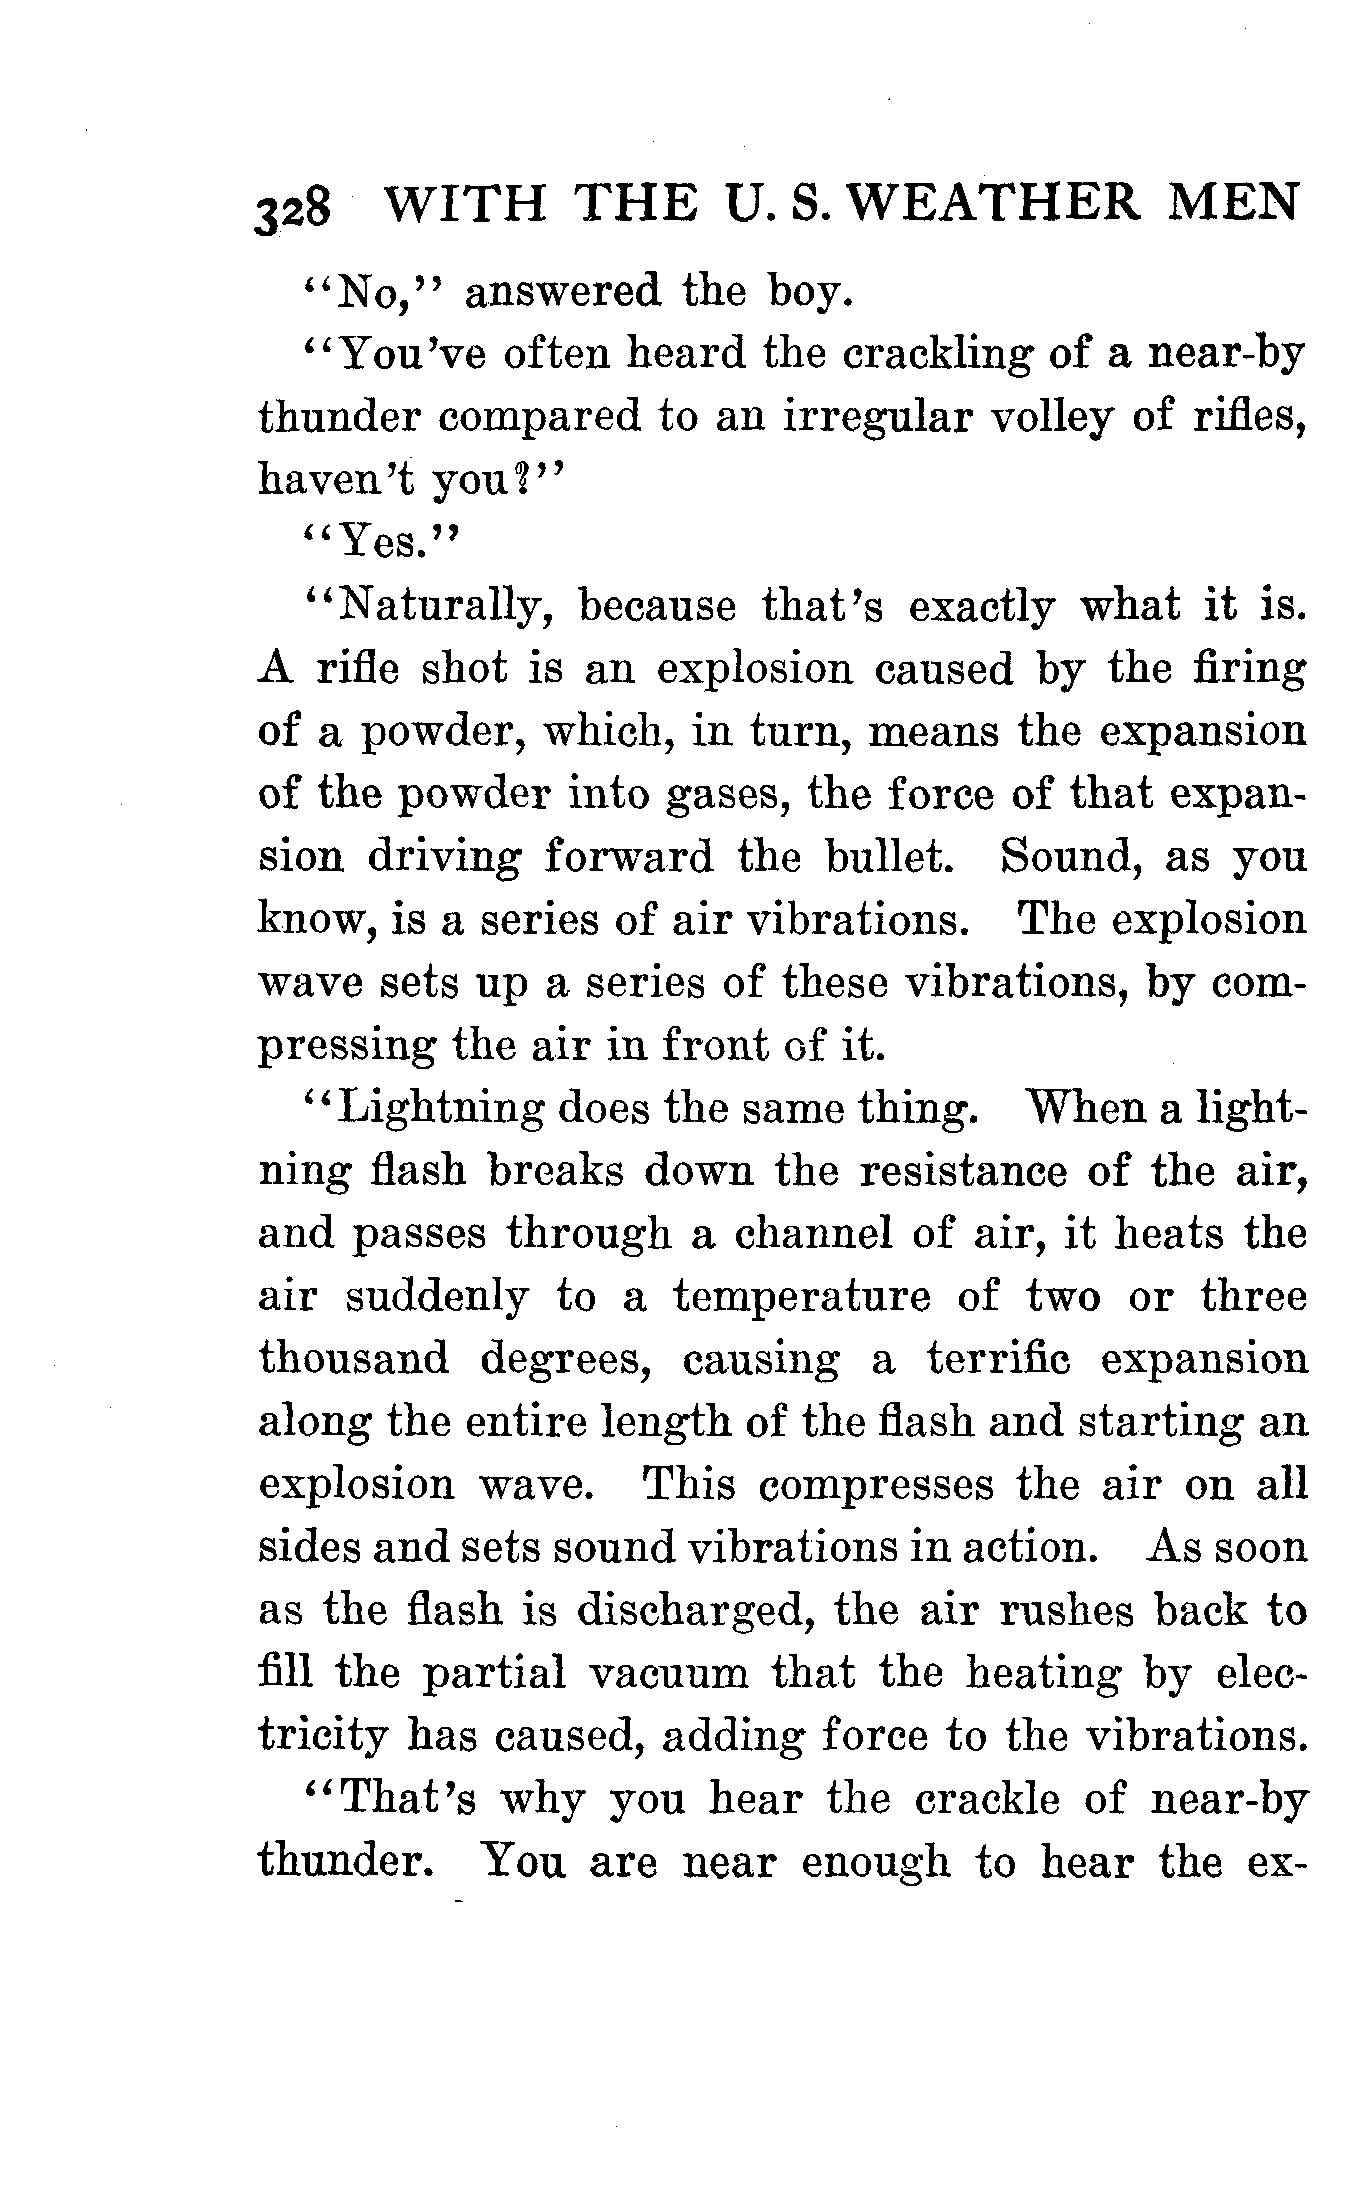 328 WITH THE U. S. WEATHER MEN
"No," answered the boy.
"You've often heard the crackling of a near-by
thunder compared to an irregular volley of rifles,
haven't you?"
"Yes."
"Naturally, because that's exactly what it is.
A rifle shot is an explosion caused by the firing
of a powder, which, in turn, means the expansion
of the powder into gases, the force of that expan-
sion driving forward the bullet. Sound, as you
know, is a series of air vibrations. The explosion
wave sets up a series of these vibrations, by com-
pressing the air in front of it.
"Lightning does the same thing. When a light-
ning flash breaks down the resistance of the air,
and passes through a channel of air, it heats the
air suddenly to a temperature of two or three
thousand degrees, causing a terrific expansion
along the entire length of the flash and starting an
explosion wave. This compresses the air on all
sides and sets sound vibrations in action. As soon
as the flash is discharged, the air rushes back to
fill the partial vacuum that the heating by elec-
tricity has caused, adding force to the vibrations.
"That's why you hear the crackle of near-by
thunder. You are near enough to hear the ex-